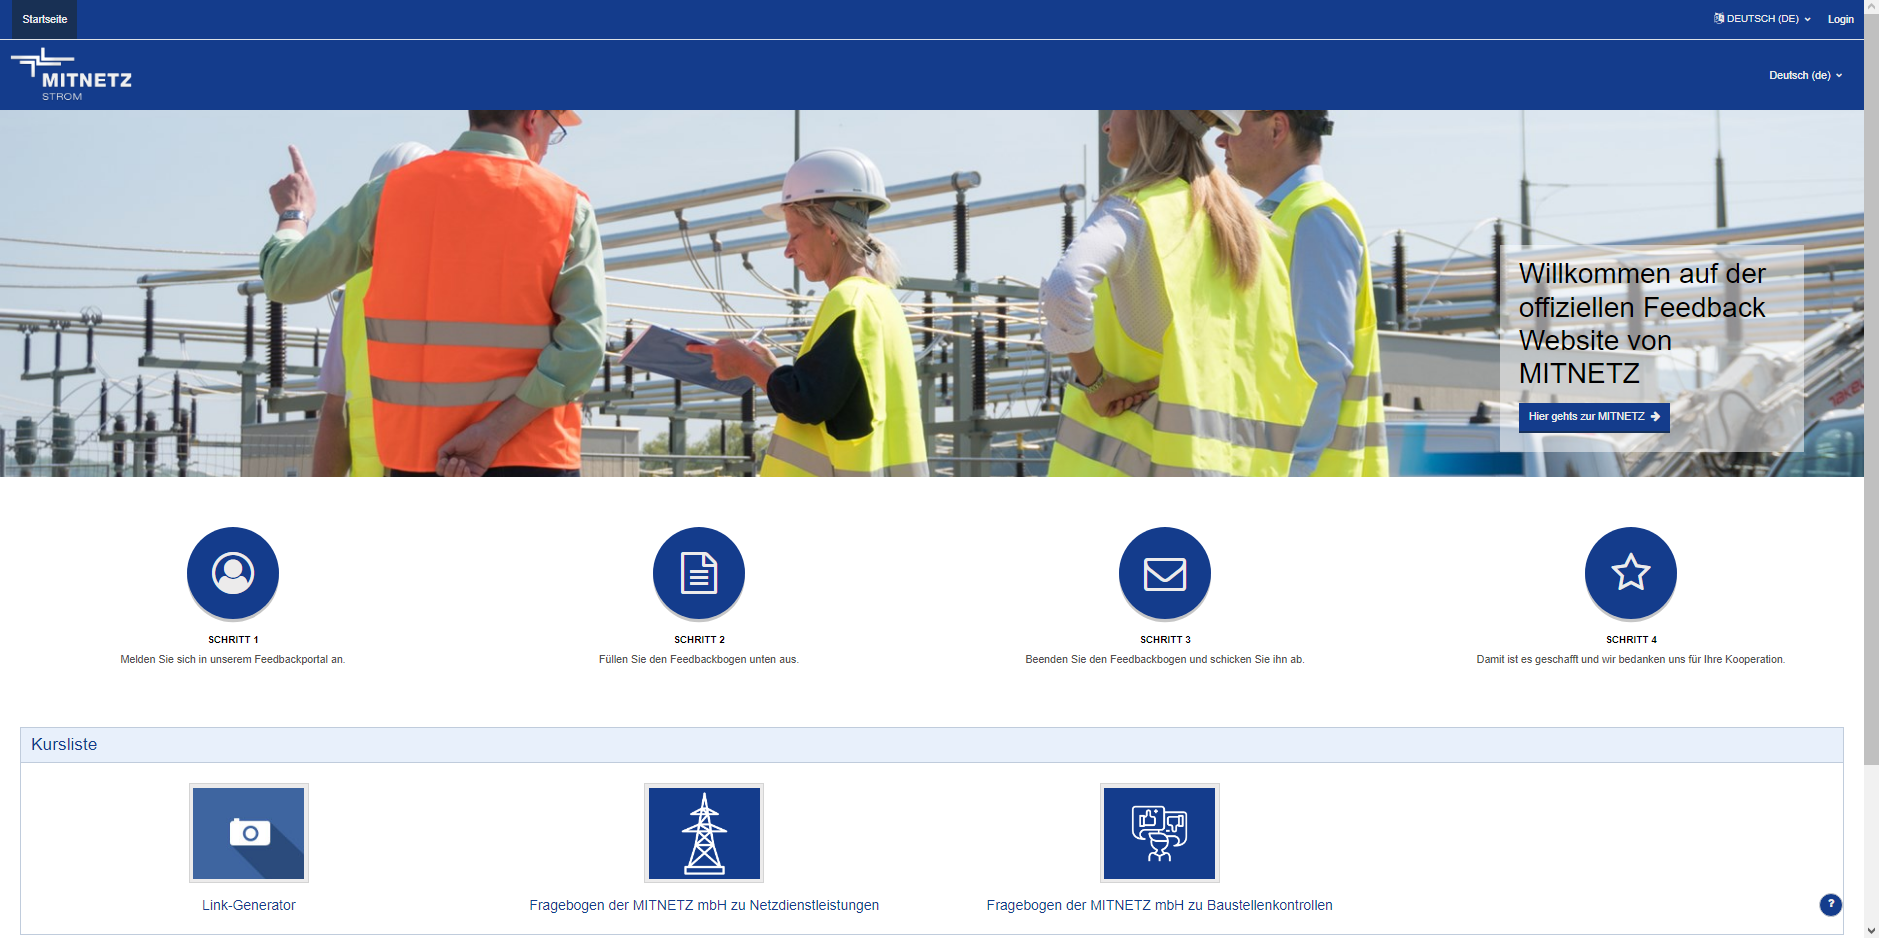 Startseite
DEUTSCH (DE)
Login
MITNETZ
STROM
Deutsch (de)
Willkommen auf der
offiziellen Feedback
Website von
MITNETZ
Hier gehts zur MITNETZ
SCHRITT 1
Melden Sie sich in unserem Feedbackportal an.
SCHRITT 2
Füllen Sie den Feedbackbogen unten aus.
SCHRITT 3
Beenden Sie den Feedbackbogen und schicken Sie ihn ab.
SCHRITT 4
Damit ist es geschafft und wir bedanken uns für Ihre Kooperation.
Kursliste
Link-Generator
Fragebogen der MITNETZ mbH zu Netzdienstleistungen
Fragebogen der MITNETZ mbH zu Baustellenkontrollen
?